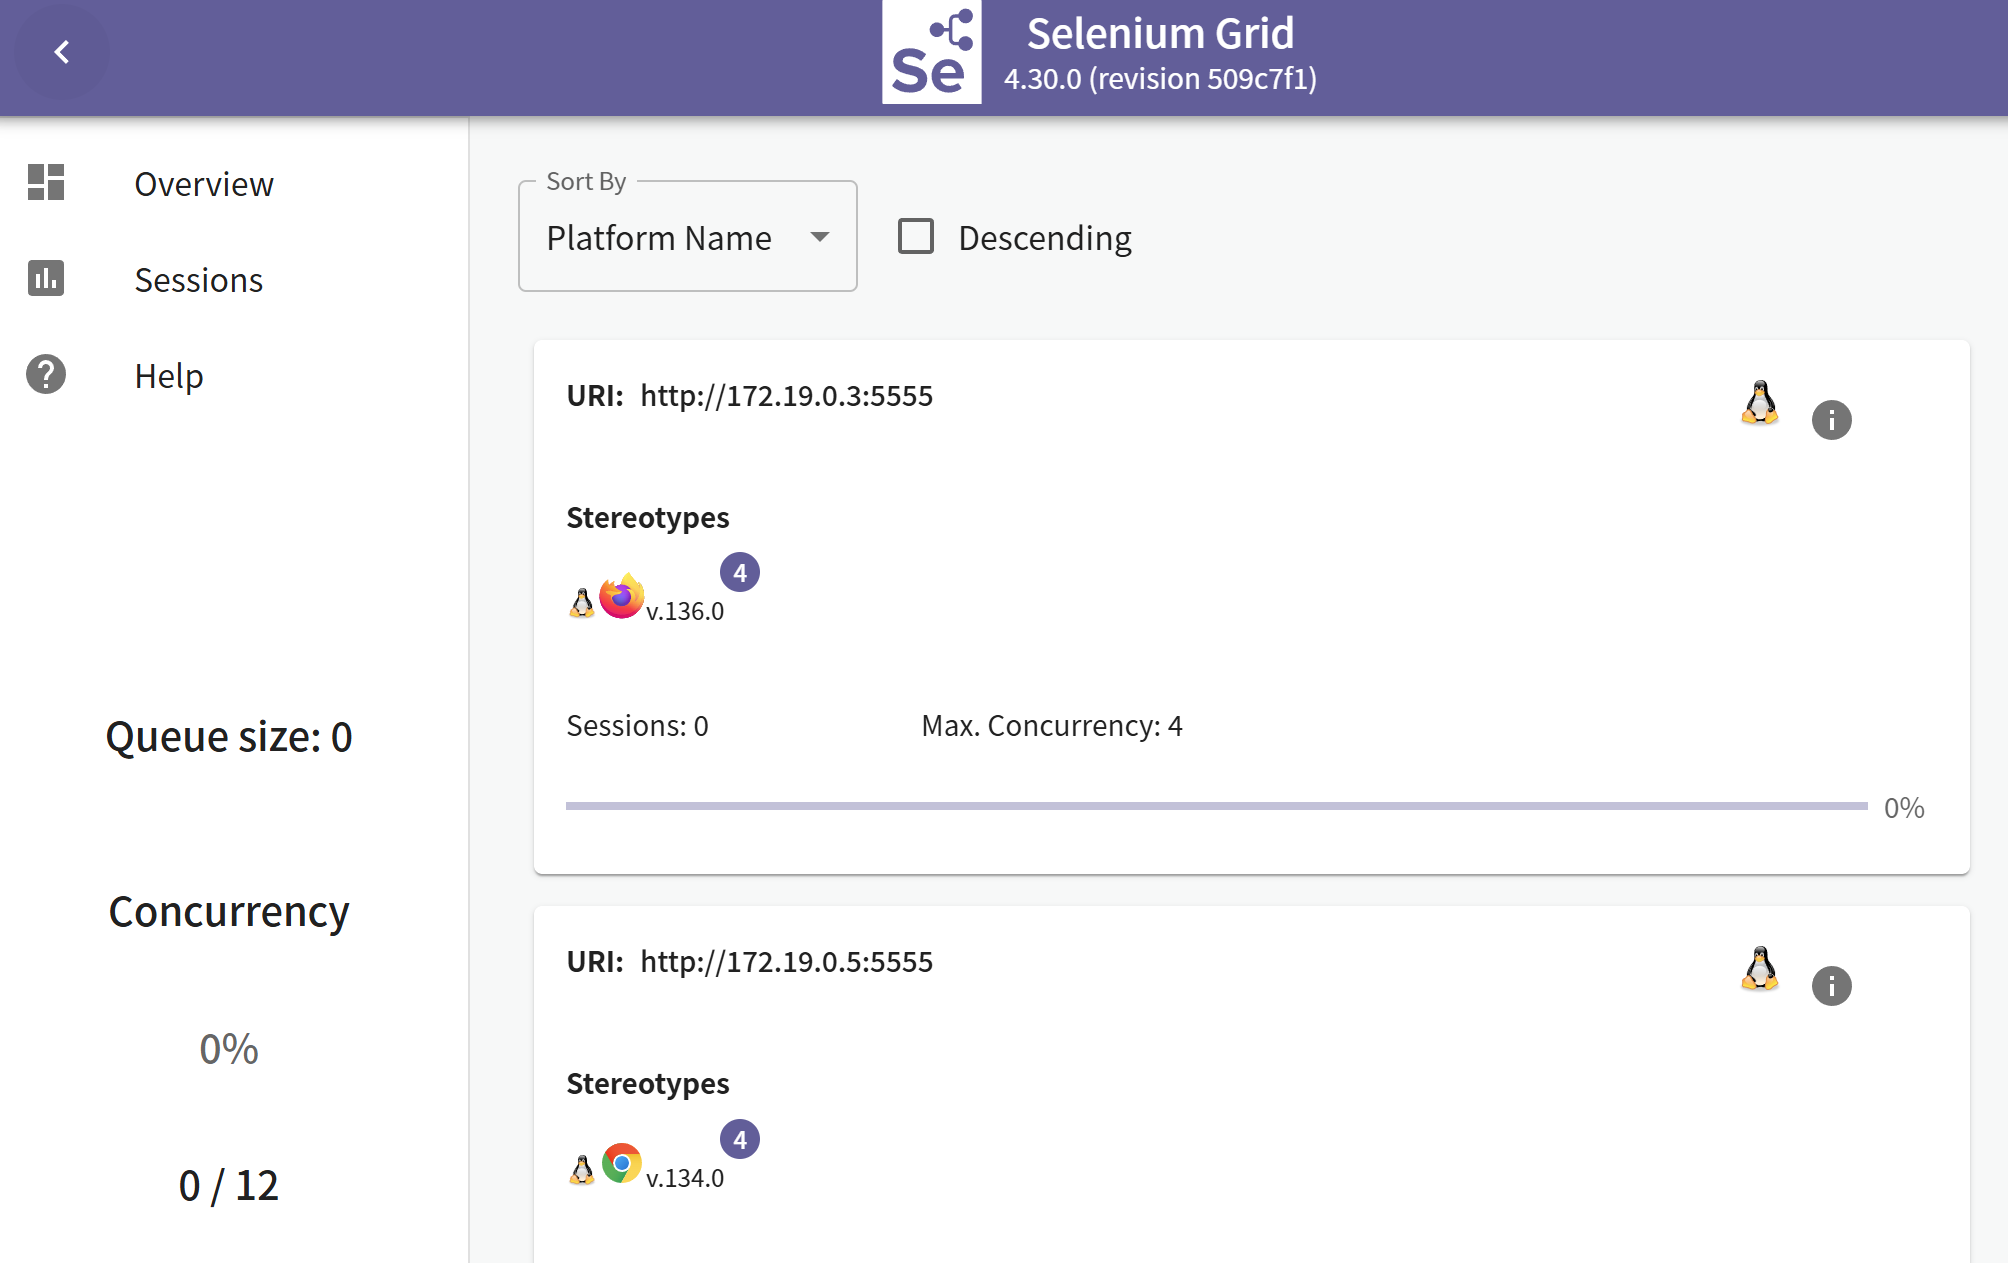 Se
Selenium Grid
4.30.0 (revision 509c7f1)
Overview
Sessions
Help
Queue size: 0
Concurrency
0%
0 / 12
Sort By
Platform Name
Descending
URI: http://172.19.0.3:5555
Stereotypes
4
v.136.0
Sessions: 0 Max. Concurrency: 4
0%
URI: http://172.19.0.5:5555
Stereotypes
4
v.134.0